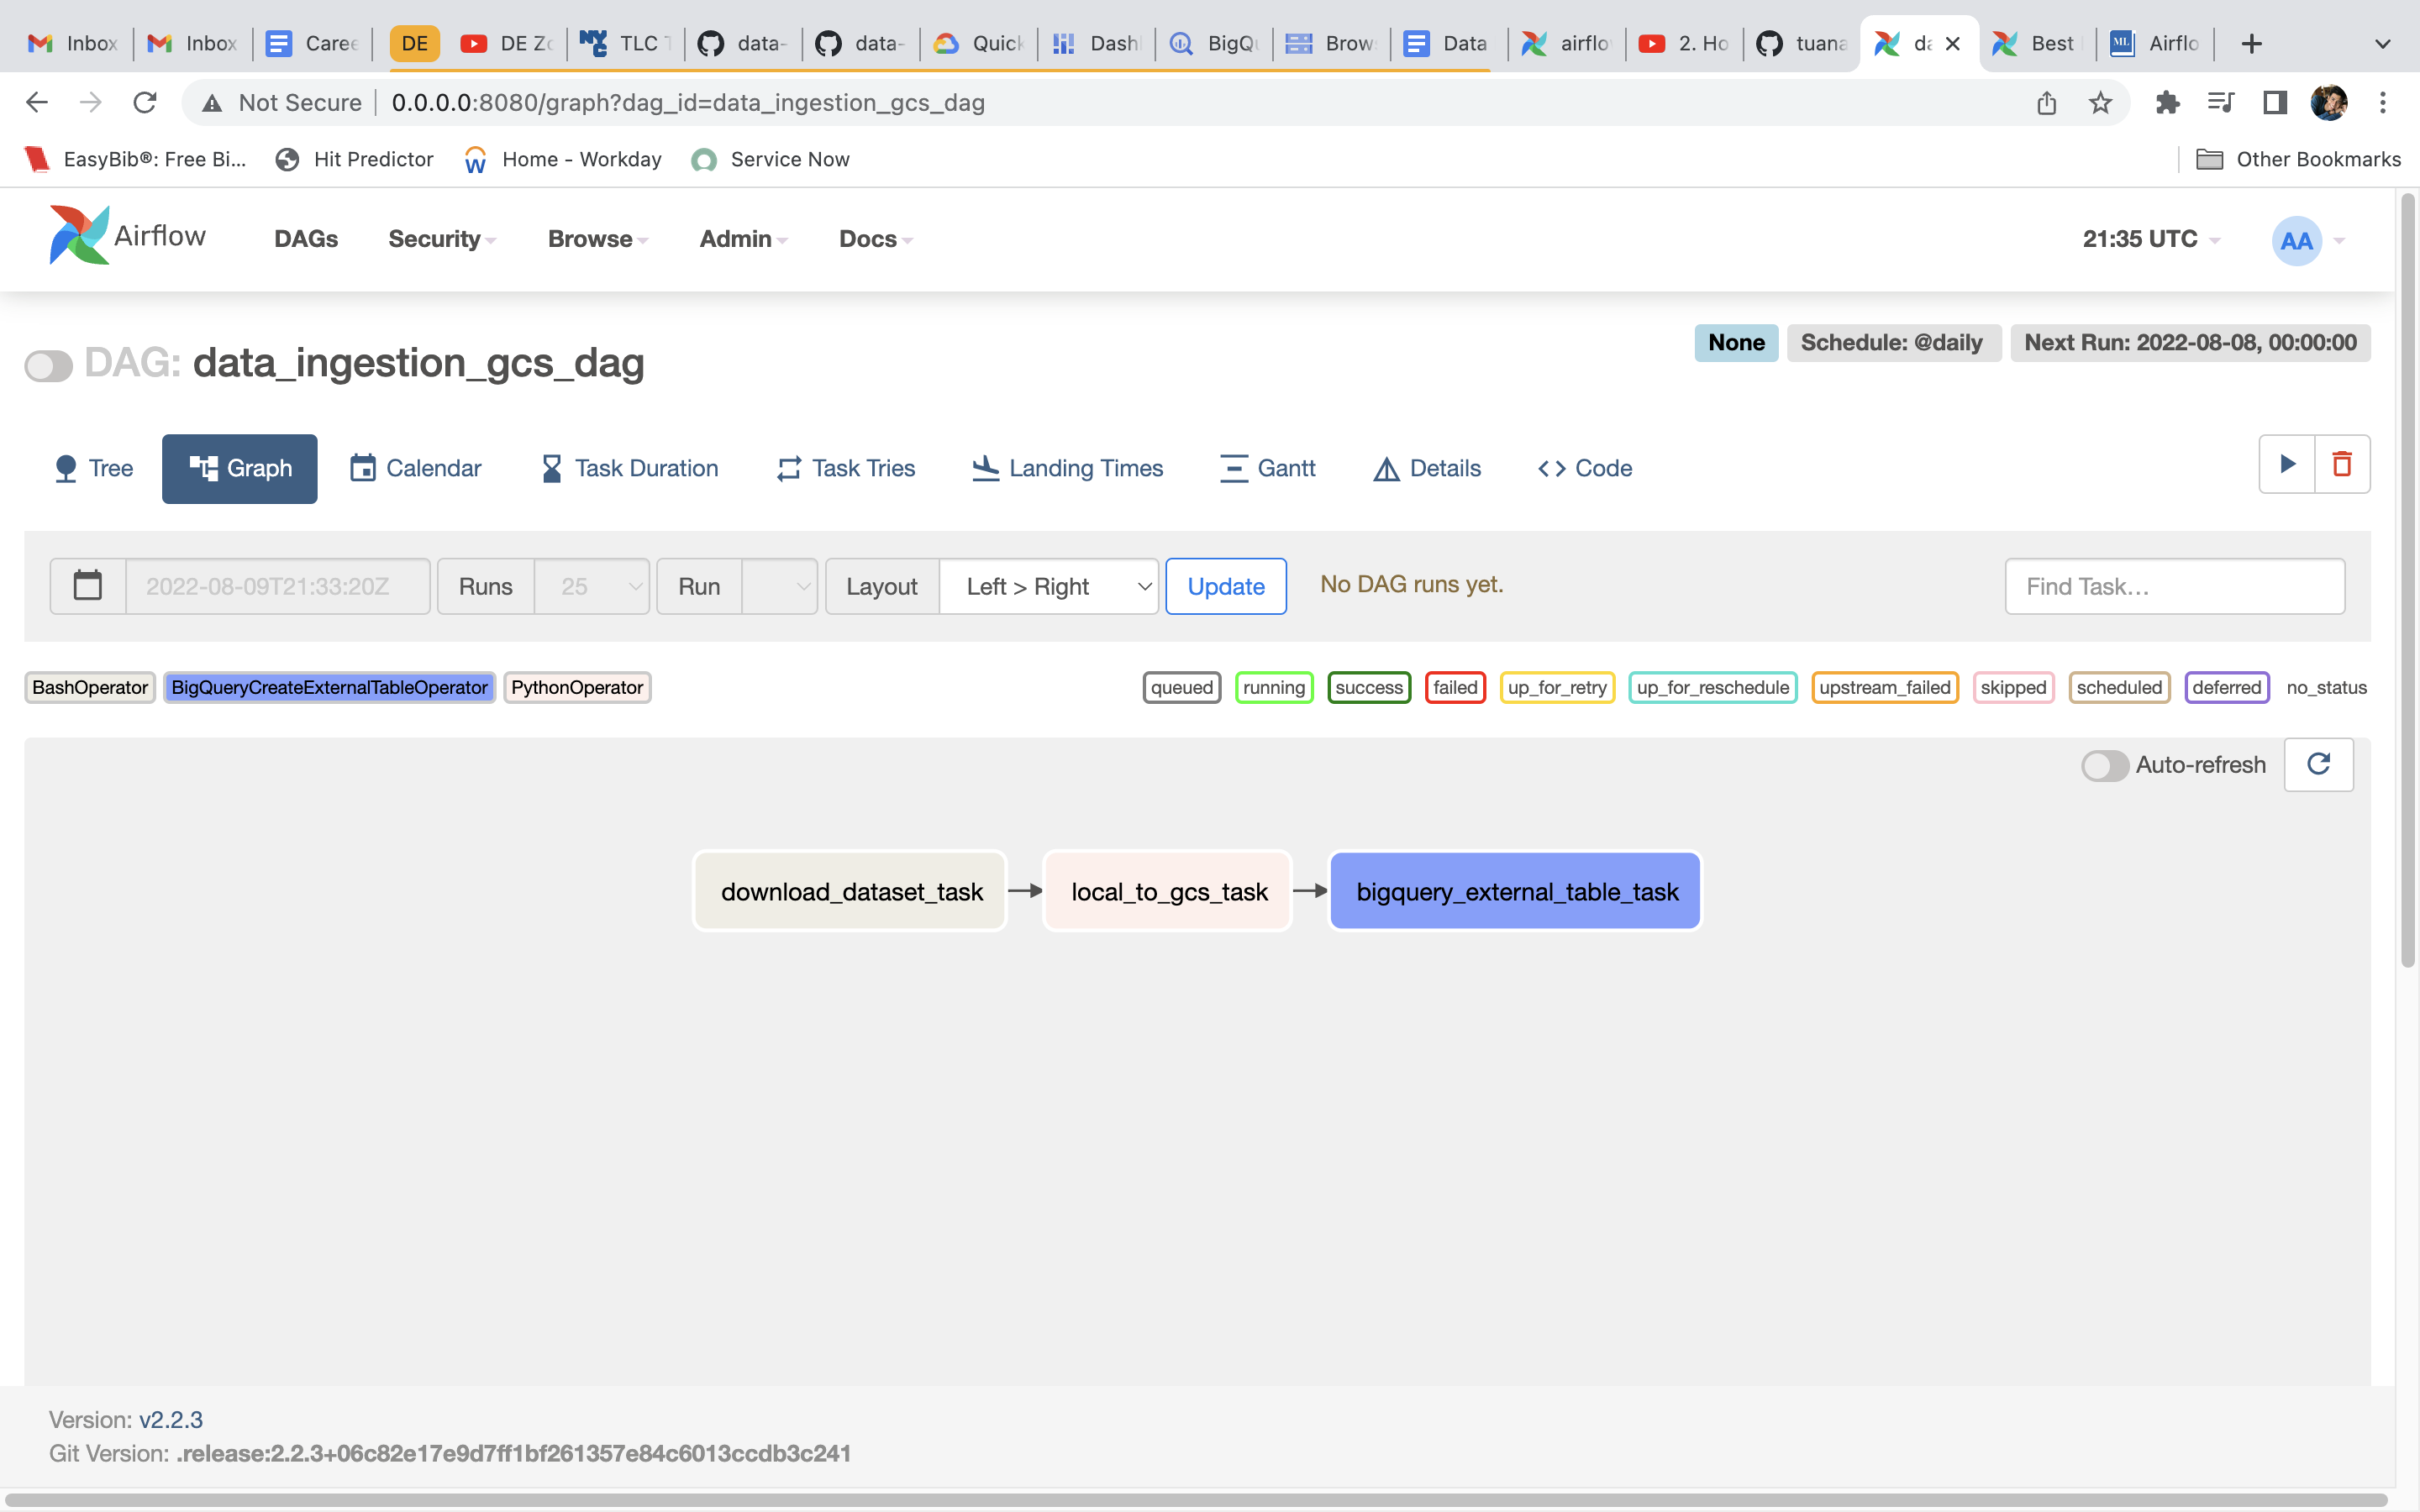 Inbox Inbox Caree DE DE Zo TLC T data- data- Quick Dash BigQu Brow Data airflo 2. Ho tuana da Best Airflo
Not Secure 0.0.0.0:8080/graph?dag_id=data_ingestion_gcs_dag
EasyBib®: Free Bi... Hit Predictor Home - Workday Service Now Other Bookmarks
Airflow DAGs Security Browse Admin Docs 21:35 UTC AA
None Schedule: @daily Next Run: 2022-08-08, 00:00:00
DAG: data_ingestion_gcs_dag
Tree Graph Calendar Task Duration Task Tries Landing Times Gantt Details Code
2022-08-09T21:33:20Z Runs 25 Run Layout Left > Right Update No DAG runs yet. Find Task...
BashOperator BigQueryCreateExternalTableOperator PythonOperator queued running success failed up_for_retry up_for_reschedule upstream_failed skipped scheduled deferred no_status
Auto-refresh
download_dataset_task local_to_gcs_task bigquery_external_table_task
Version: v2.2.3
Git Version: .release:2.2.3+06c82e17e9d7ff1bf261357e84c6013ccdb3c241